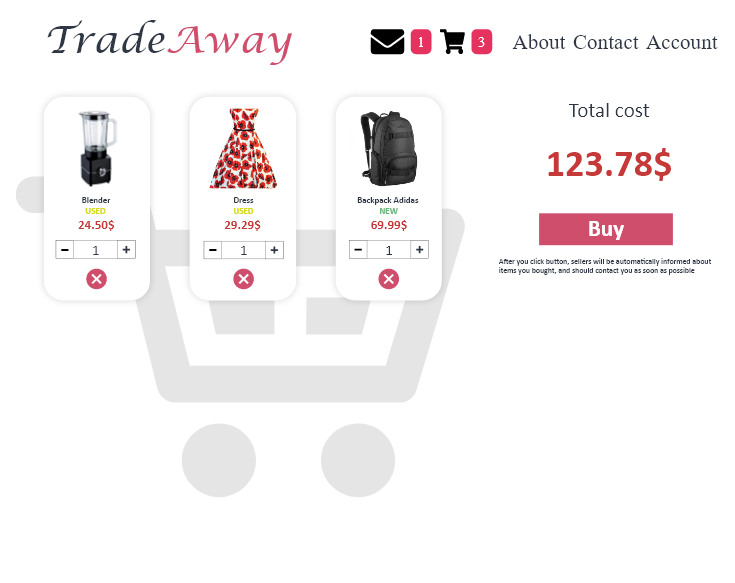 TradeAway
1 3 About Contact Account
Total cost
123.78$
Buy
After you click button, sellers will be automatically informed about
items you bought, and should contact you as soon as possible
Blender
USED
24.50$
- 1 +
Dress
USED
29.29$
- 1 +
Backpack Adidas
NEW
69.99$
- 1 +